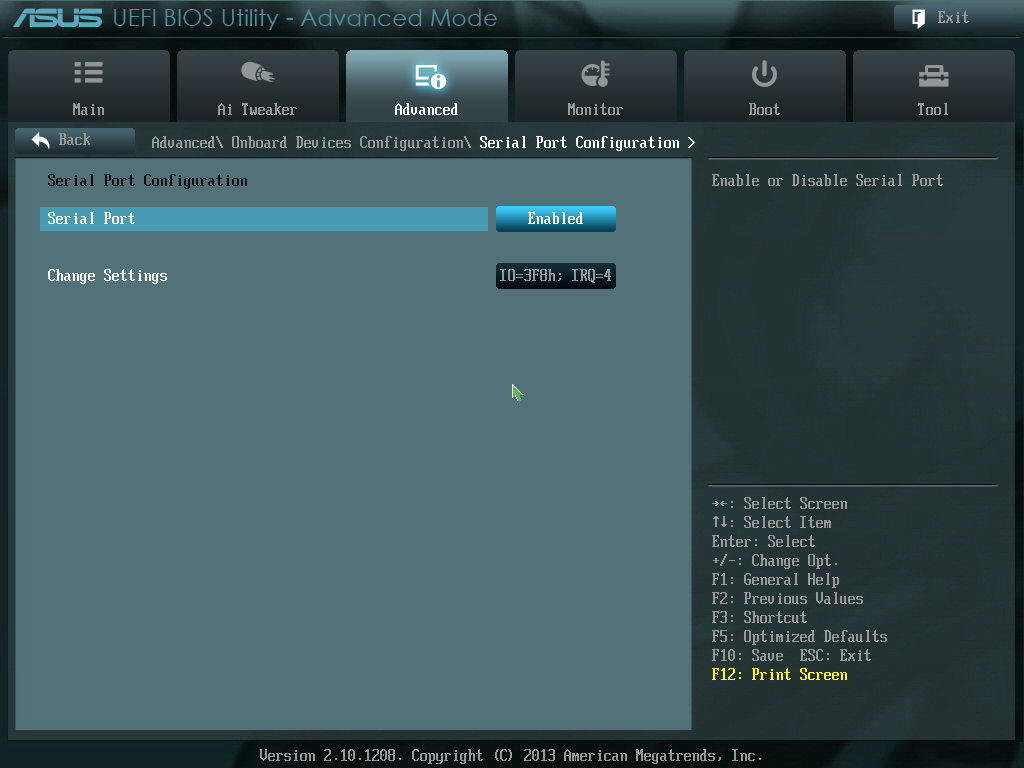 ASUS UEFI BIOS Utility - Advanced Mode
Exit
Main
Ai Tweaker
Advanced
Monitor
Boot
Tool
Back
Advanced\ Onboard Devices Configuration\ Serial Port Configuration >
Serial Port Configuration
Enable or Disable Serial Port
Serial Port
Enabled
Change Settings
IO=3F8h; IRQ=4
→←: Select Screen
↑↓: Select Item
Enter: Select
+/-: Change Opt.
F1: General Help
F2: Previous Values
F3: Shortcut
F5: Optimized Defaults
F10: Save  ESC: Exit
F12: Print Screen
Version 2.10.1208. Copyright (C) 2013 American Megatrends, Inc.